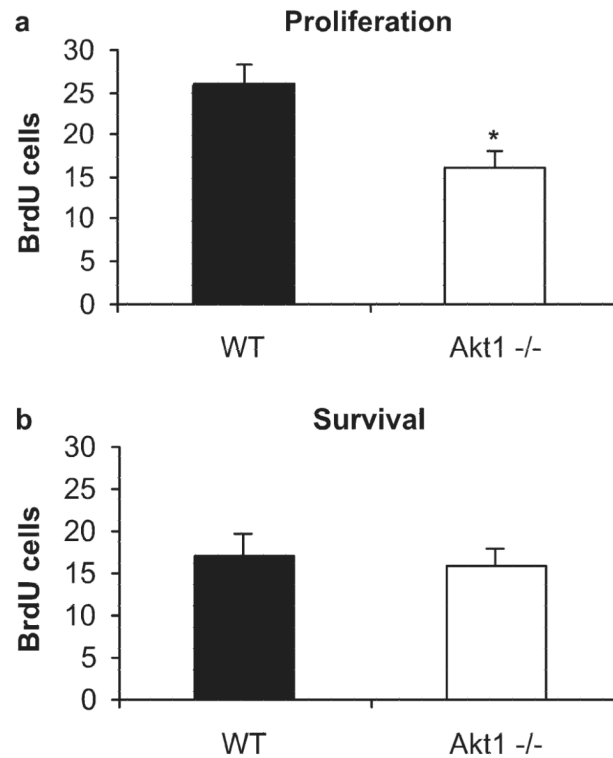 a
Proliferation
BrdU cells
30
25
20
15
10
5
0
*
WT
Akt1 -/-
b
Survival
BrdU cells
30
25
20
15
10
5
0
WT
Akt1 -/-